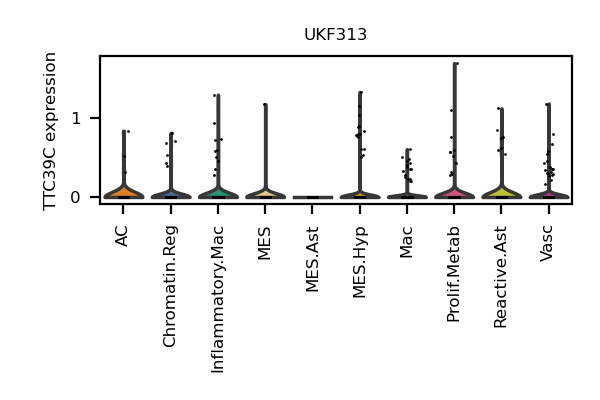 UKF313
TTC39C expression
1
0
AC
Chromatin.Reg
Inflammatory.Mac
MES
MES.Ast
MES.Hyp
Mac
Prolif.Metab
Reactive.Ast
Vasc